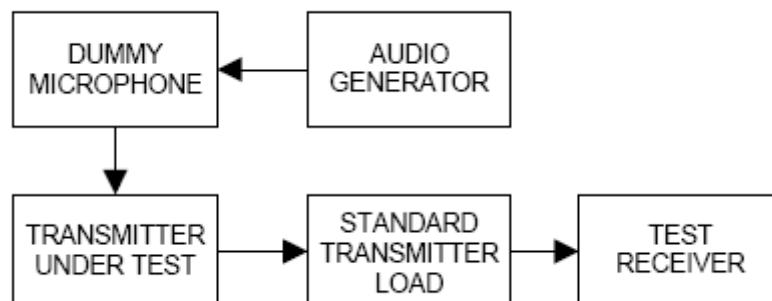 DUMMY
MICROPHONE
AUDIO
GENERATOR
TRANSMITTER
UNDER TEST
STANDARD
TRANSMITTER
LOAD
TEST
RECEIVER